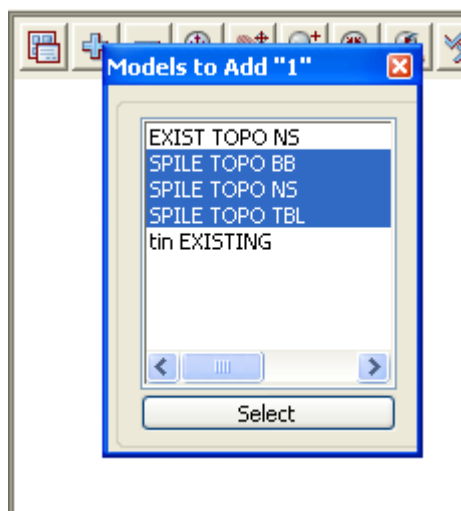 Models to Add "1"
EXIST TOPO NS
SPILE TOPO BB
SPILE TOPO NS
SPILE TOPO TBL
tin EXISTING
Select